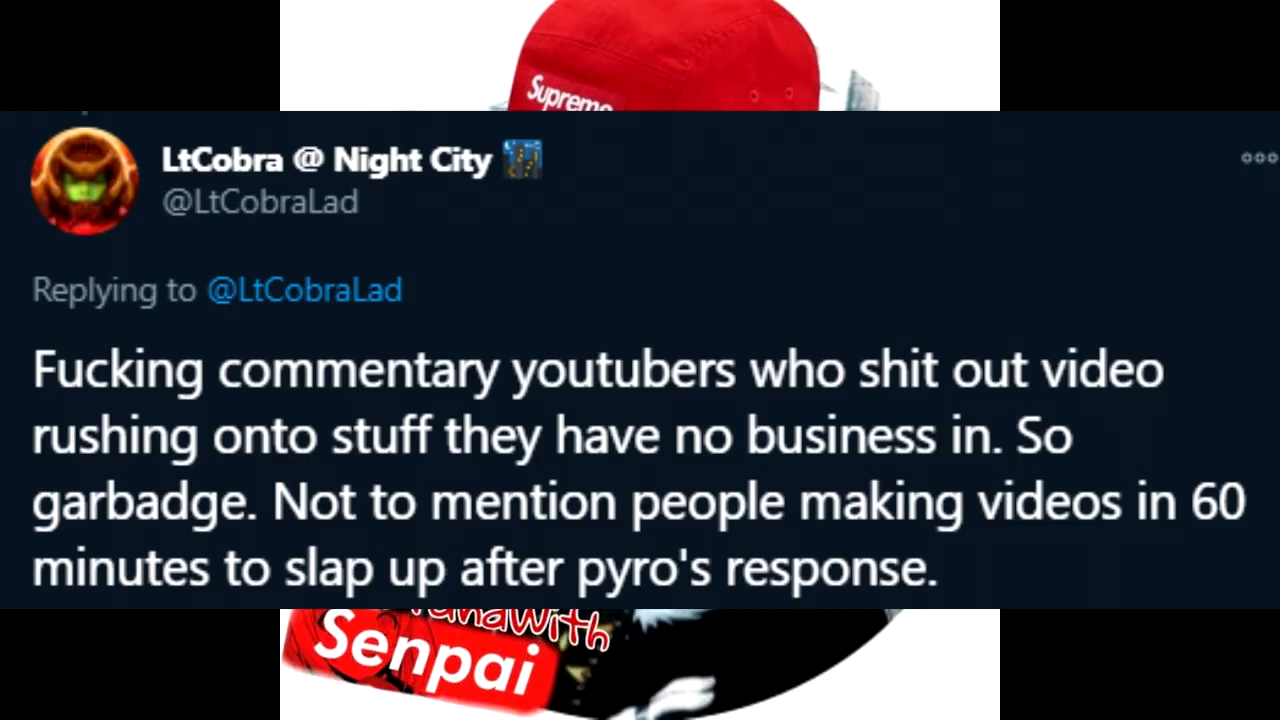 Supreme
LtCobra @ Night City
@LtCobraLad
Replying to @LtCobraLad
Fucking commentary youtubers who shit out video
rushing onto stuff they have no business in. So
garbadge. Not to mention people making videos in 60
minutes to slap up after pyro's response.
With
Senpai